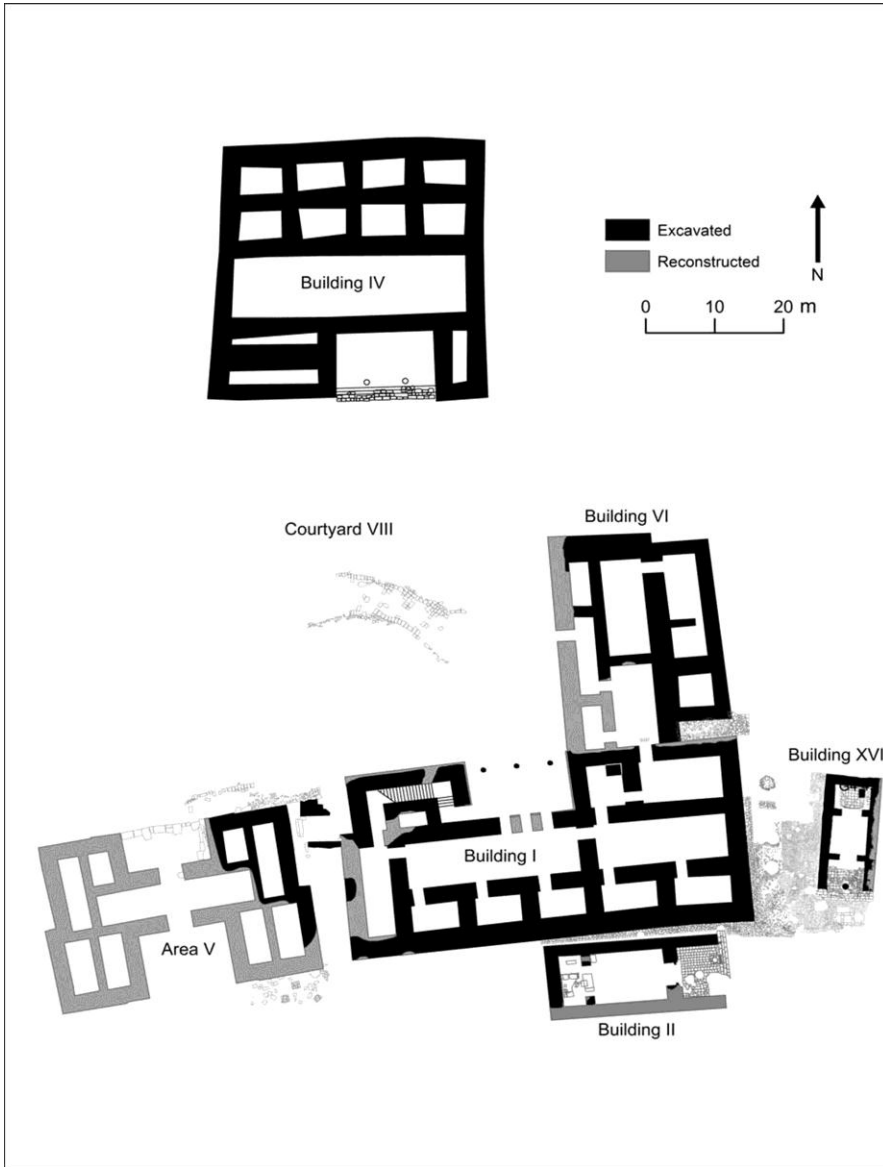 Building IV
Excavated
Reconstructed
N
0 10 20 m
Courtyard VIII
Building VI
Building XVI
Building I
Area V
Building II